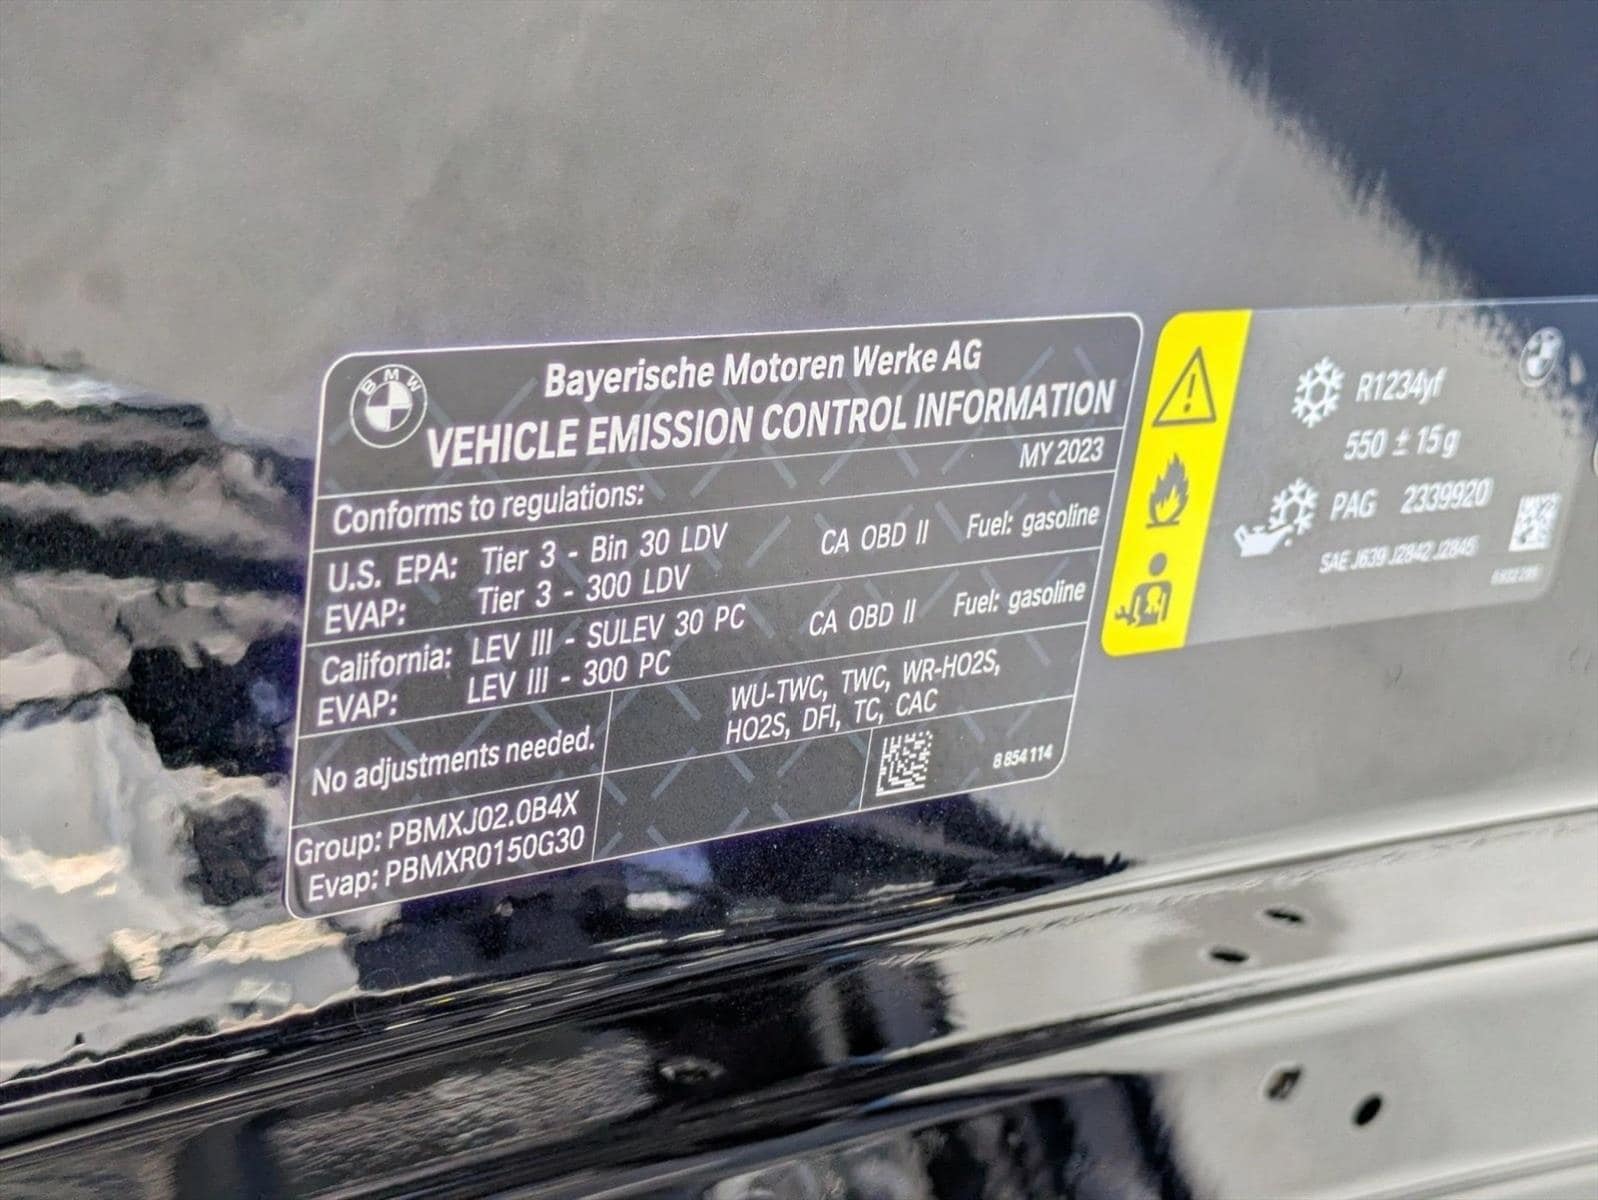 BMW
Bayerische Motoren Werke AG
VEHICLE EMISSION CONTROL INFORMATION
MY 2023
Conforms to regulations:
U.S. EPA: Tier 3 - Bin 30 LDV CA OBD II Fuel: gasoline
EVAP: Tier 3 - 300 LDV
California: LEV III - SULEV 30 PC CA OBD II Fuel: gasoline
EVAP: LEV III - 300 PC
No adjustments needed.
WU-TWC, TWC, WR-HO2S,
HO2S, DFI, TC, CAC
Group: PBMXJ02.0B4X
Evap: PBMXR0150G30
8 854 114
R1234yf
550 ± 15g
PAG 2339920
SAE J639 J2842 J2845